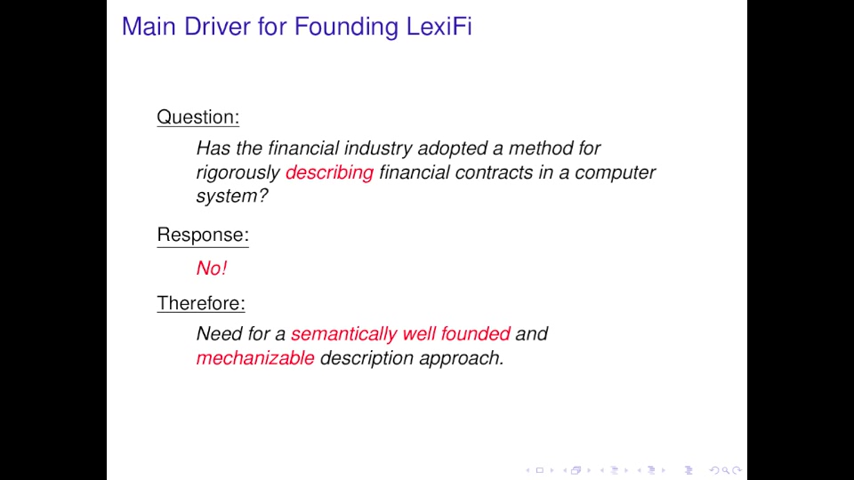 Main Driver for Founding LexiFi
Question:
Has the financial industry adopted a method for
rigorously describing financial contracts in a computer
system?
Response:
No!
Therefore:
Need for a semantically well founded and
mechanizable description approach.